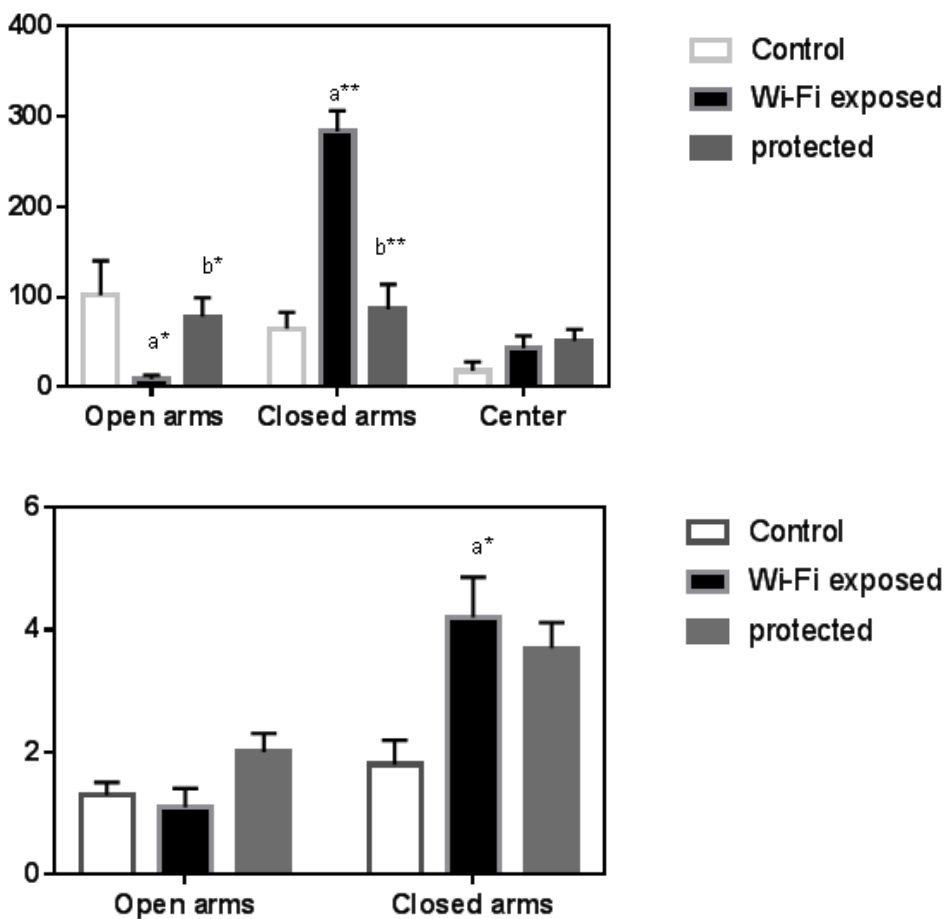 400
300
200
100
0
a*
b*
a**
b**
Open arms
Closed arms
Center
Control
Wi-Fi exposed
protected
6
4
2
0
a*
Open arms
Closed arms
Control
Wi-Fi exposed
protected